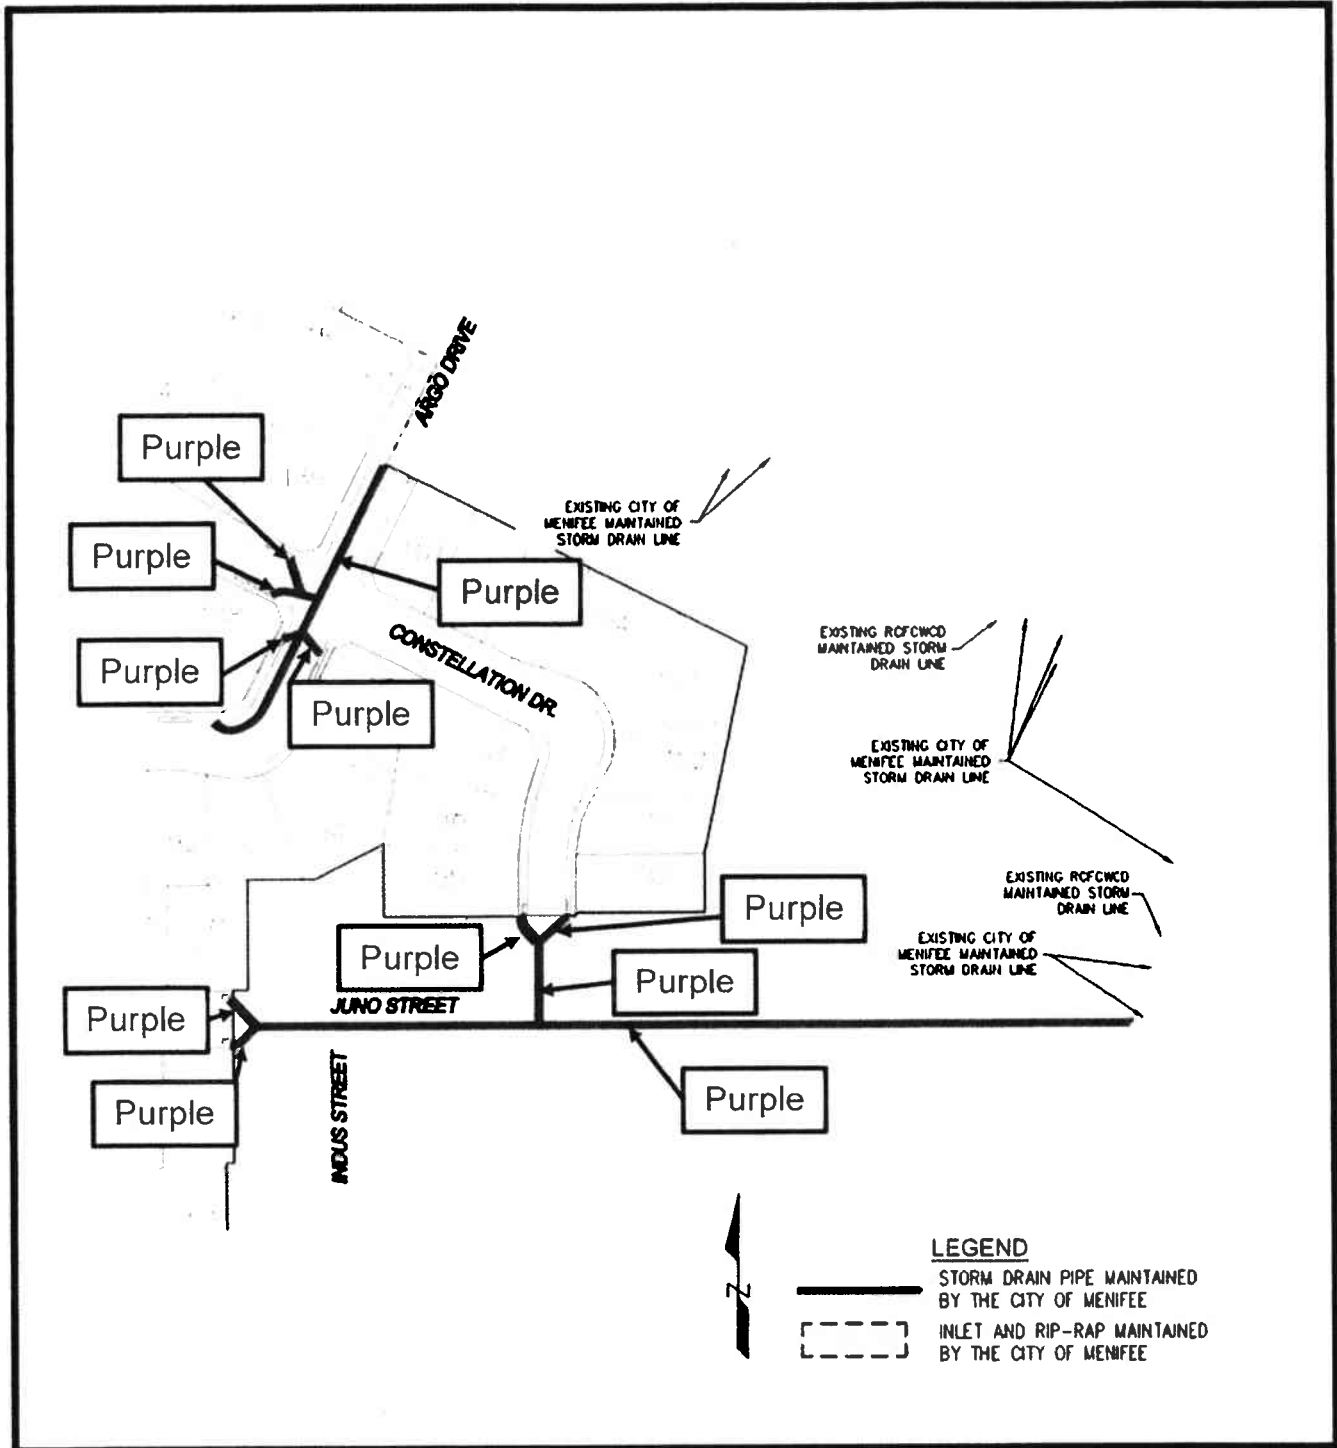 ARGO DRIVE
Purple
EXISTING CITY OF
MENIFEE MAINTAINED
STORM DRAIN LINE
Purple
Purple
EXISTING RCFCWCD
MAINTAINED STORM
DRAIN LINE
CONSTELLATION DR.
Purple
Purple
EXISTING CITY OF
MENIFEE MAINTAINED
STORM DRAIN LINE
EXISTING RCFCWCD
MAINTAINED STORM
DRAIN LINE
Purple
EXISTING CITY OF
MENIFEE MAINTAINED
STORM DRAIN LINE
Purple
Purple
JUNO STREET
Purple
Purple
Purple
INDUS STREET
N
LEGEND
STORM DRAIN PIPE MAINTAINED
BY THE CITY OF MENIFEE
INLET AND RIP-RAP MAINTAINED
BY THE CITY OF MENIFEE